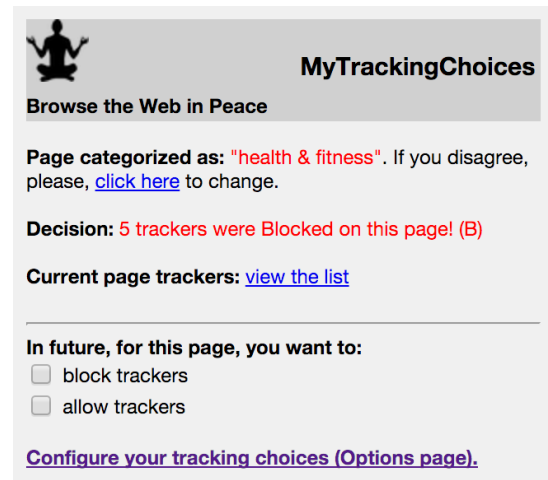 MyTrackingChoices
Browse the Web in Peace
Page categorized as: "health & fitness". If you disagree,
please, click here to change.
Decision: 5 trackers were Blocked on this page! (B)
Current page trackers: view the list
In future, for this page, you want to:
block trackers
allow trackers
Configure your tracking choices (Options page).